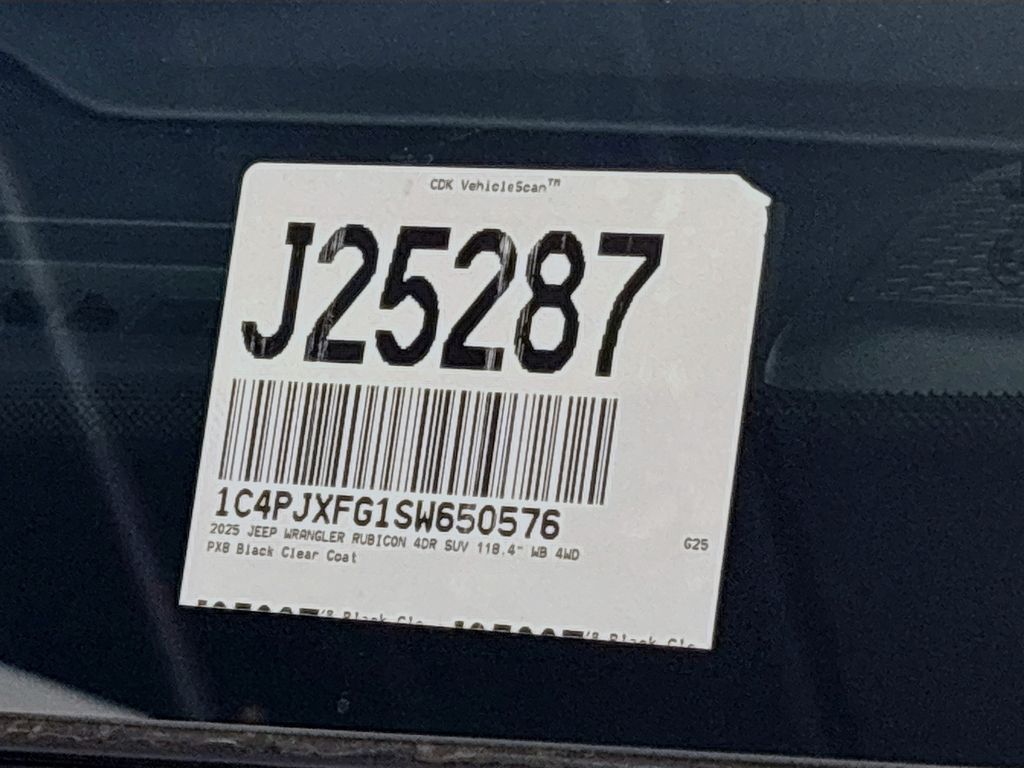 CDK VehicleScan™
J25287
1C4PJXFG1SW650576
2025 JEEP WRANGLER RUBICON 4DR SUV 118.4" WB 4WD
G25
PX8 Black Clear Coat